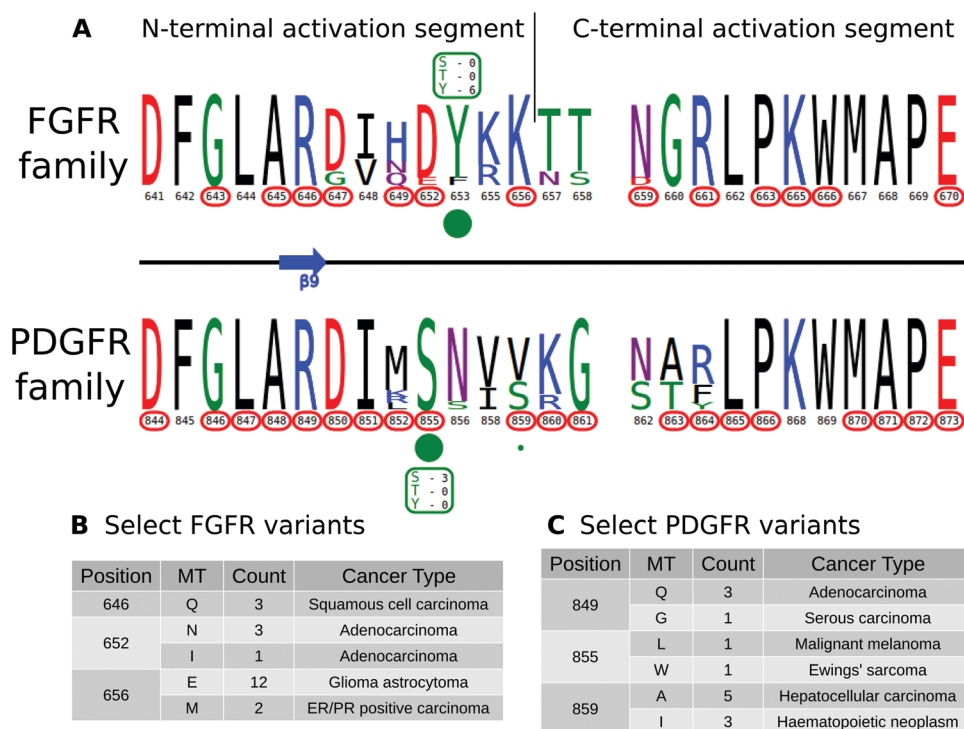 A N-terminal activation segment C-terminal activation segment
S - 0
T - 0
Y - 6
FGFR
family
D F G L A R D I H D Y K K T T N G R L P K W M A P E
G V N E F R N S D
Q
641 642 643 644 645 646 647 648 649 652 653 655 656 657 658 659 660 661 662 663 665 666 667 668 669 670
β9
PDGFR
family
D F G L A R D I M S N V V K G N A R L P K W M A P E
K S I S R S T F
R Y
L
844 845 846 847 848 849 850 851 852 855 856 858 859 860 861 862 863 864 865 866 868 869 870 871 872 873
S - 3
T - 0
Y - 0
B Select FGFR variants
Position MT Count Cancer Type
646 Q 3 Squamous cell carcinoma
652 N 3 Adenocarcinoma
I 1 Adenocarcinoma
656 E 12 Glioma astrocytoma
M 2 ER/PR positive carcinoma
C Select PDGFR variants
Position MT Count Cancer Type
849 Q 3 Adenocarcinoma
G 1 Serous carcinoma
855 L 1 Malignant melanoma
W 1 Ewings' sarcoma
859 A 5 Hepatocellular carcinoma
I 3 Haematopoietic neoplasm